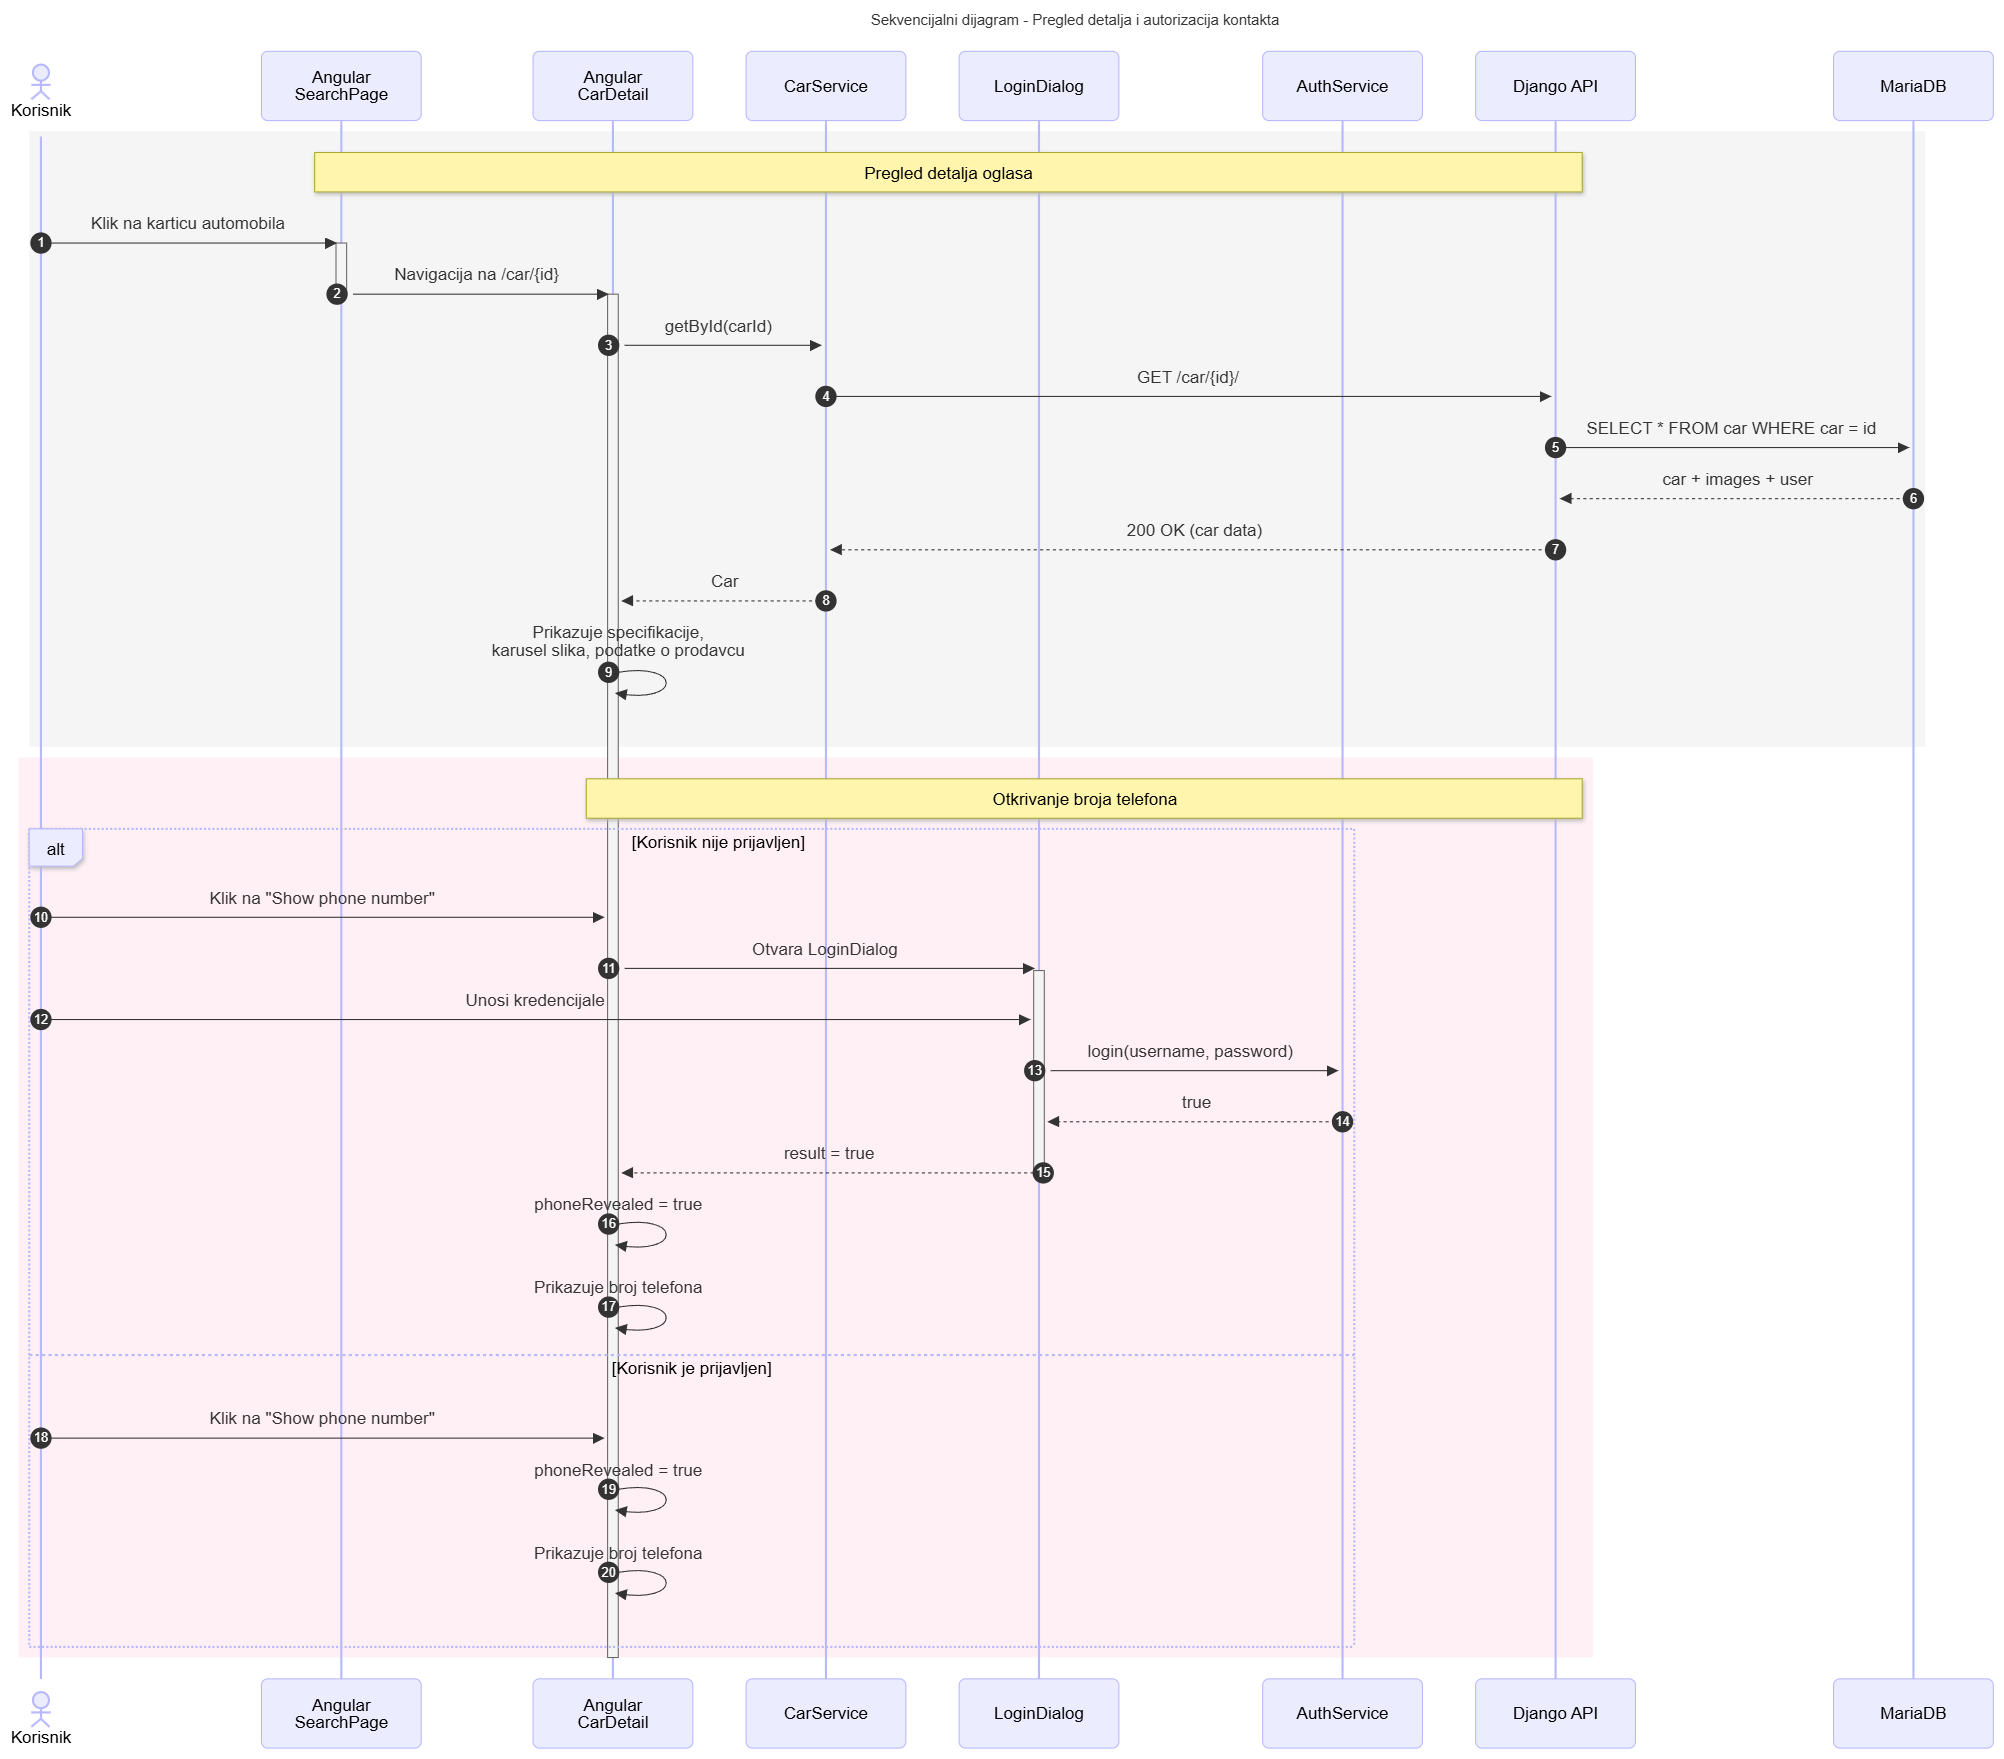 Sekvencijalni dijagram - Pregled detalja i autorizacija kontakta
Korisnik
Angular
SearchPage
Angular
CarDetail
CarService
LoginDialog
AuthService
Django API
MariaDB
Pregled detalja oglasa
Klik na karticu automobila
1
Navigacija na /car/{id}
2
getById(carId)
3
GET /car/{id}/
4
SELECT * FROM car WHERE car = id
5
car + images + user
6
200 OK (car data)
7
Car
8
Prikazuje specifikacije,
karusel slika, podatke o prodavcu
9
Otkrivanje broja telefona
alt
[Korisnik nije prijavljen]
Klik na "Show phone number"
10
Otvara LoginDialog
11
Unosi kredencijale
12
login(username, password)
13
true
14
result = true
15
phoneRevealed = true
16
Prikazuje broj telefona
17
[Korisnik je prijavljen]
Klik na "Show phone number"
18
phoneRevealed = true
19
Prikazuje broj telefona
20
Korisnik
Angular
SearchPage
Angular
CarDetail
CarService
LoginDialog
AuthService
Django API
MariaDB